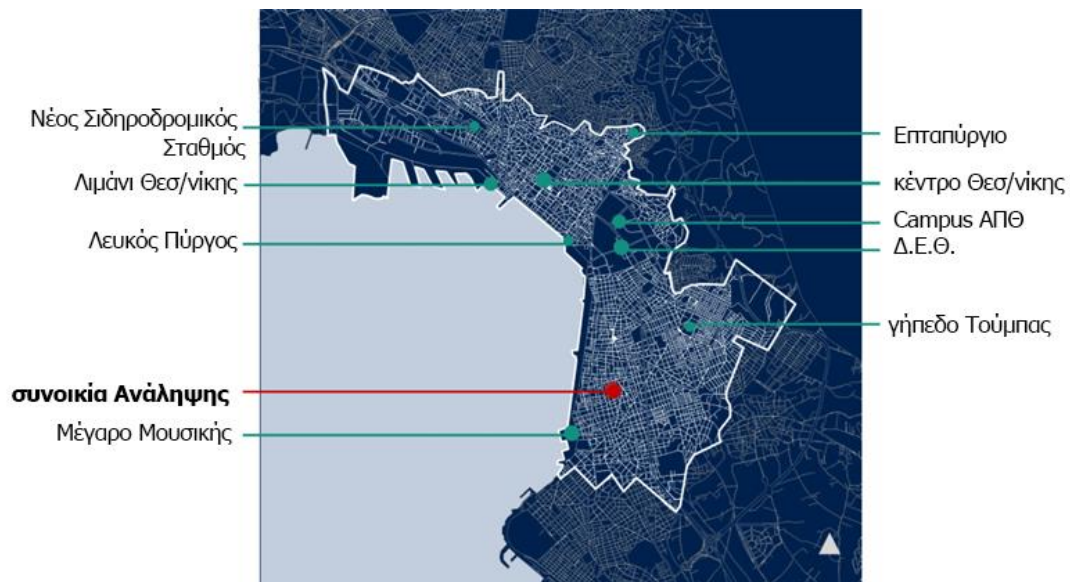 Νέος Σιδηροδρομικός
Σταθμός
Λιμάνι Θεσ/νίκης
Λευκός Πύργος
συνοικία Ανάληψης
Μέγαρο Μουσικής
Επταπύργιο
κέντρο Θεσ/νίκης
Campus ΑΠΘ
Δ.Ε.Θ.
γήπεδο Τούμπας